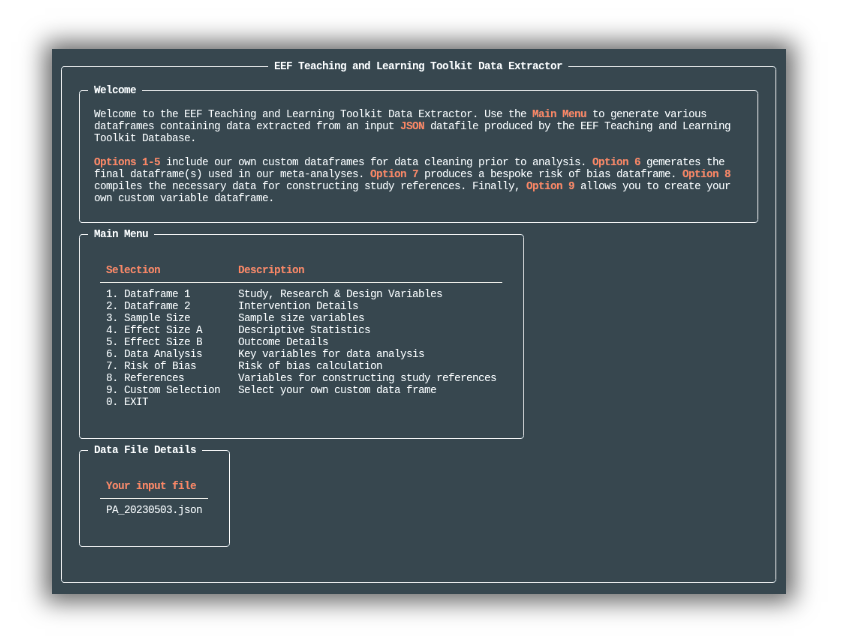 EEF Teaching and Learning Toolkit Data Extractor
Welcome
Welcome to the EEF Teaching and Learning Toolkit Data Extractor. Use the Main Menu to generate various
dataframes containing data extracted from an input JSON datafile produced by the EEF Teaching and Learning
Toolkit Database.
Options 1-5 include our own custom dataframes for data cleaning prior to analysis. Option 6 gemerates the
final dataframe(s) used in our meta-analyses. Option 7 produces a bespoke risk of bias dataframe. Option 8
compiles the necessary data for constructing study references. Finally, Option 9 allows you to create your
own custom variable dataframe.
Main Menu
Selection Description
1. Dataframe 1 Study, Research & Design Variables
2. Dataframe 2 Intervention Details
3. Sample Size Sample size variables
4. Effect Size A Descriptive Statistics
5. Effect Size B Outcome Details
6. Data Analysis Key variables for data analysis
7. Risk of Bias Risk of bias calculation
8. References Variables for constructing study references
9. Custom Selection Select your own custom data frame
0. EXIT
Data File Details
Your input file
PA_20230503.json